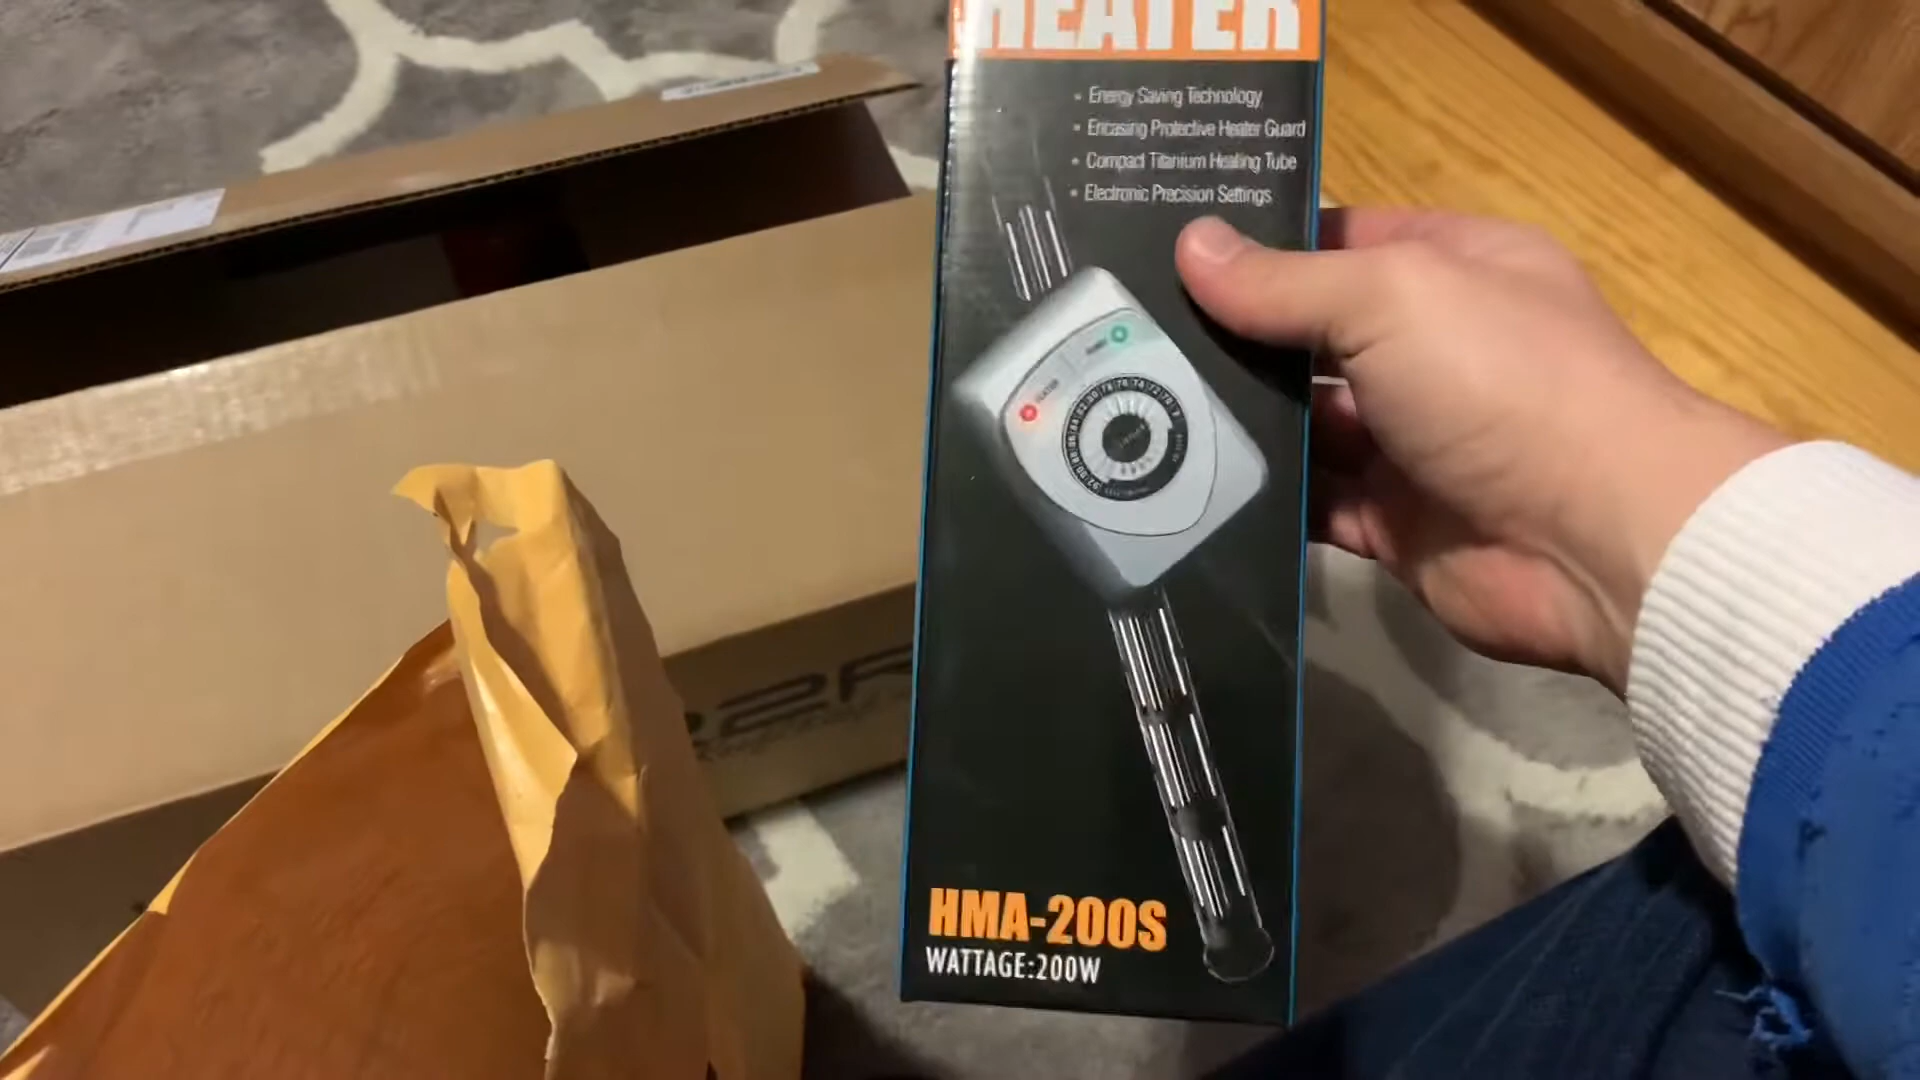 HEATER
• Energy Saving Technology
• Encasing Protective Heater Guard
• Compact Titanium Heating Tube
• Electronic Precision Settings
HEATER
HMA-200S
WATTAGE:200W